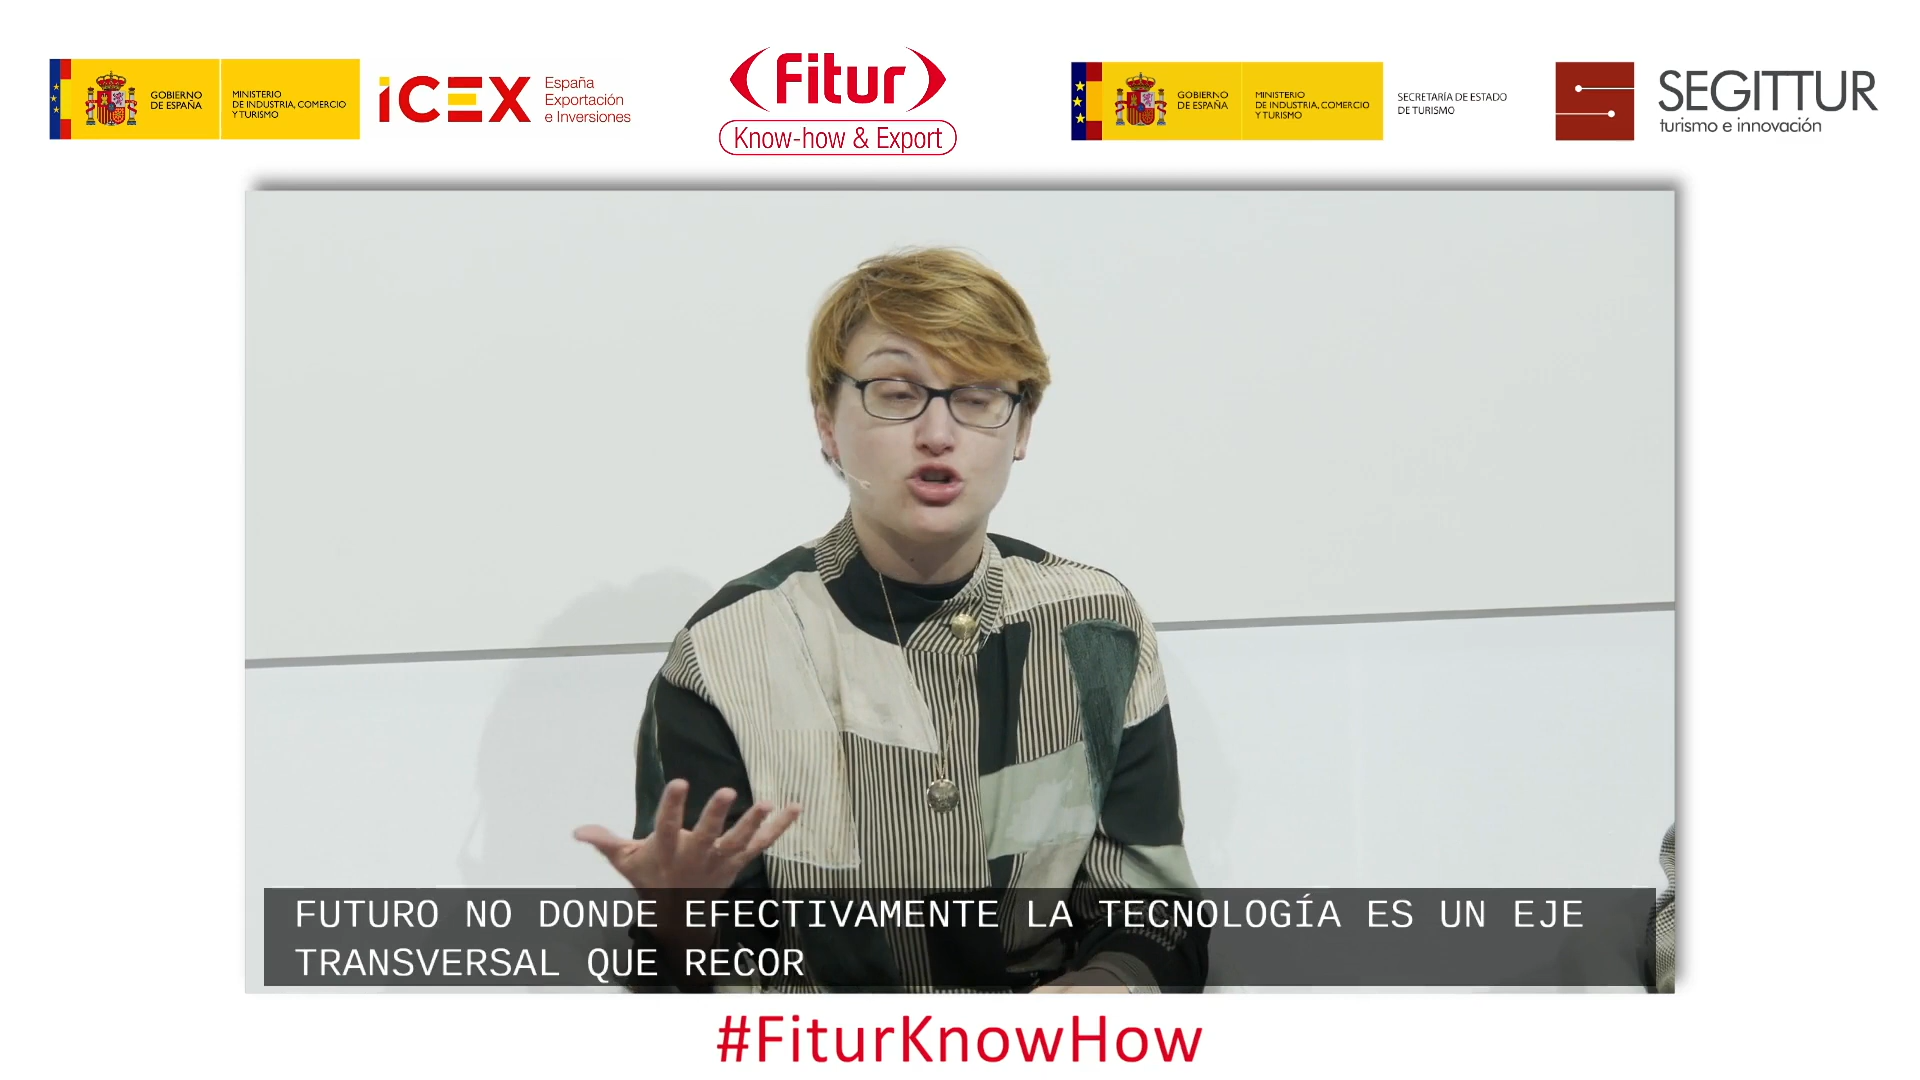 GOBIERNO
DE ESPAÑA
MINISTERIO
DE INDUSTRIA, COMERCIO
Y TURISMO
icex
España
Exportación
e Inversiones
Fitur
Know-how & Export
GOBIERNO
DE ESPAÑA
MINISTERIO
DE INDUSTRIA, COMERCIO
Y TURISMO
SECRETARÍA DE ESTADO
DE TURISMO
SEGITTUR
turismo e innovación
FUTURO NO DONDE EFECTIVAMENTE LA TECNOLOGÍA ES UN EJE
TRANSVERSAL QUE RECOR
#FiturKnowHow